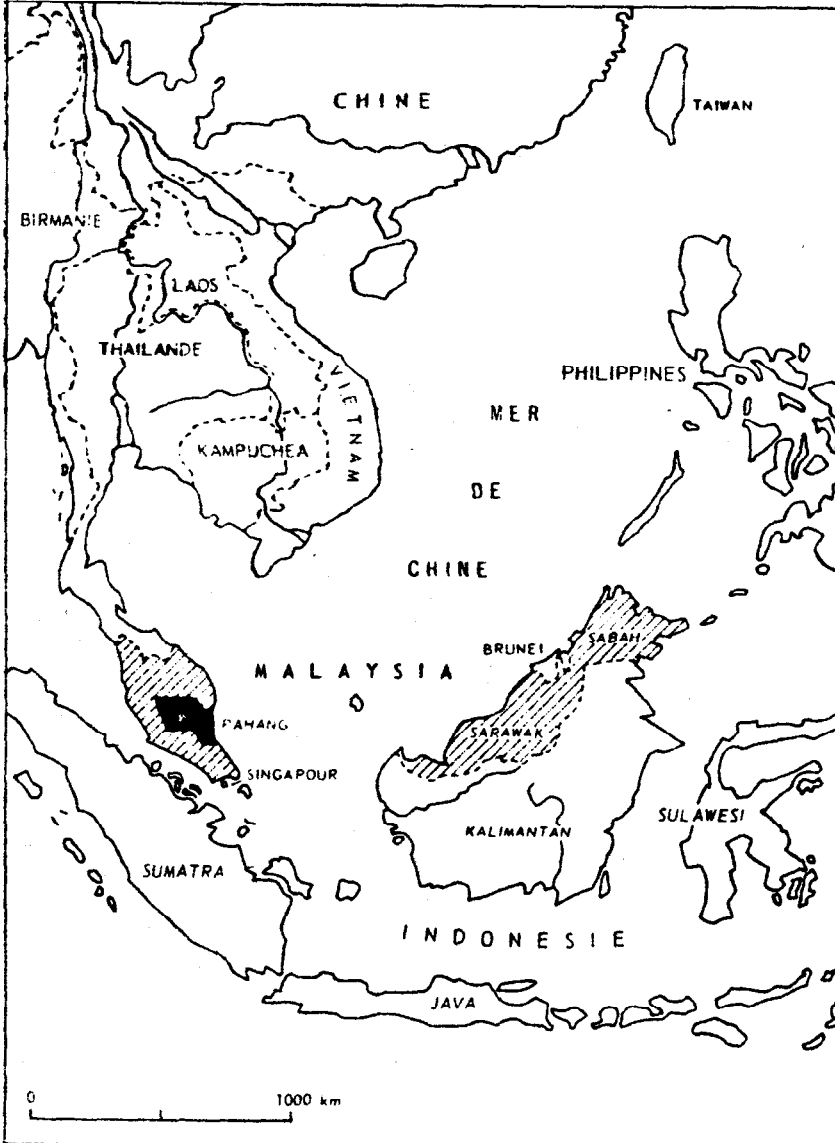 CHINE
TAIWAN
BIRMANIE
LAOS
THAILANDE
VIETNAM
PHILIPPINES
MER
KAMPUCHEA
DE
CHINE
SABAH
BRUNEI
MALAYSIA
PAHANG
SARAWAK
SINGAPOUR
SULAWESI
KALIMANTAN
SUMATRA
INDONESIE
JAVA
0 1000 km